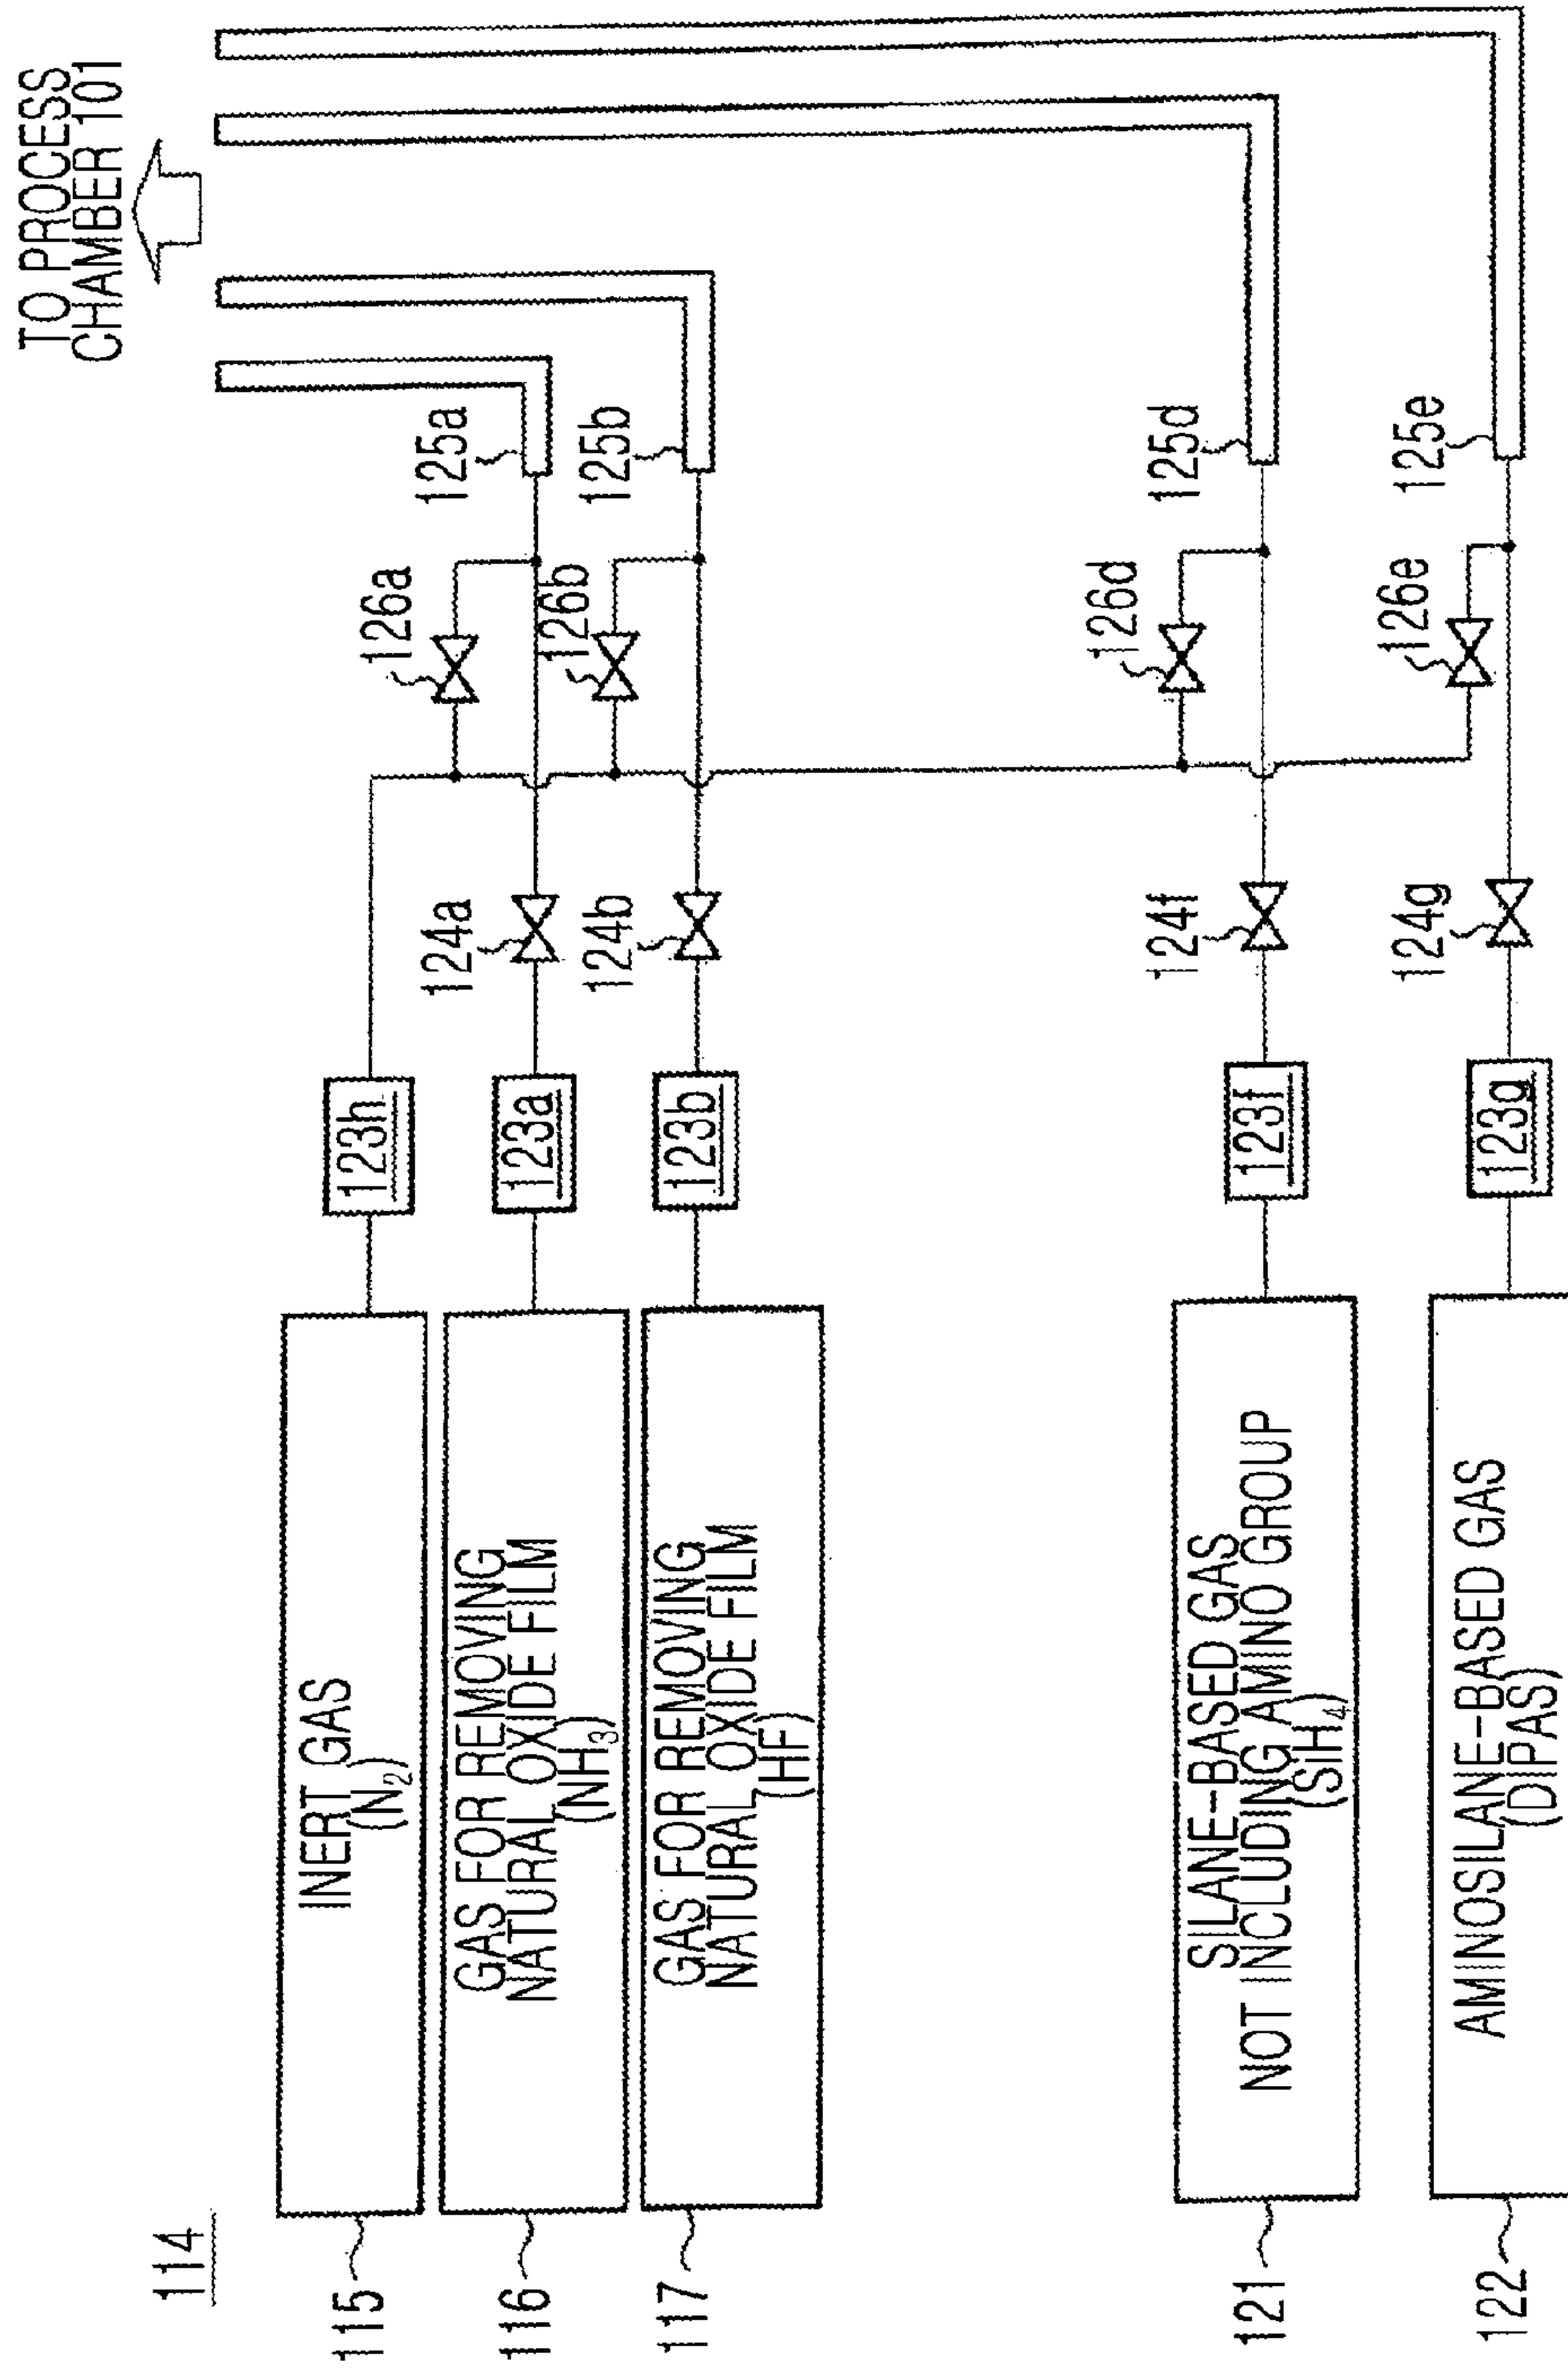 114
TO PROCESS
CHAMBER 101
115
INERT GAS
(N₂)
123h
116
GAS FOR REMOVING
NATURAL OXIDE FILM
(NH₃)
123a
124a
126a
125a
117
GAS FOR REMOVING
NATURAL OXIDE FILM
(HF)
123b
124b
126b
125b
121
SILANE-BASED GAS
NOT INCLUDING AMINO GROUP
(SiH₄)
123f
124f
126d
125d
122
AMINOSILANE-BASED GAS
(DIPAS)
123g
124g
126e
125e